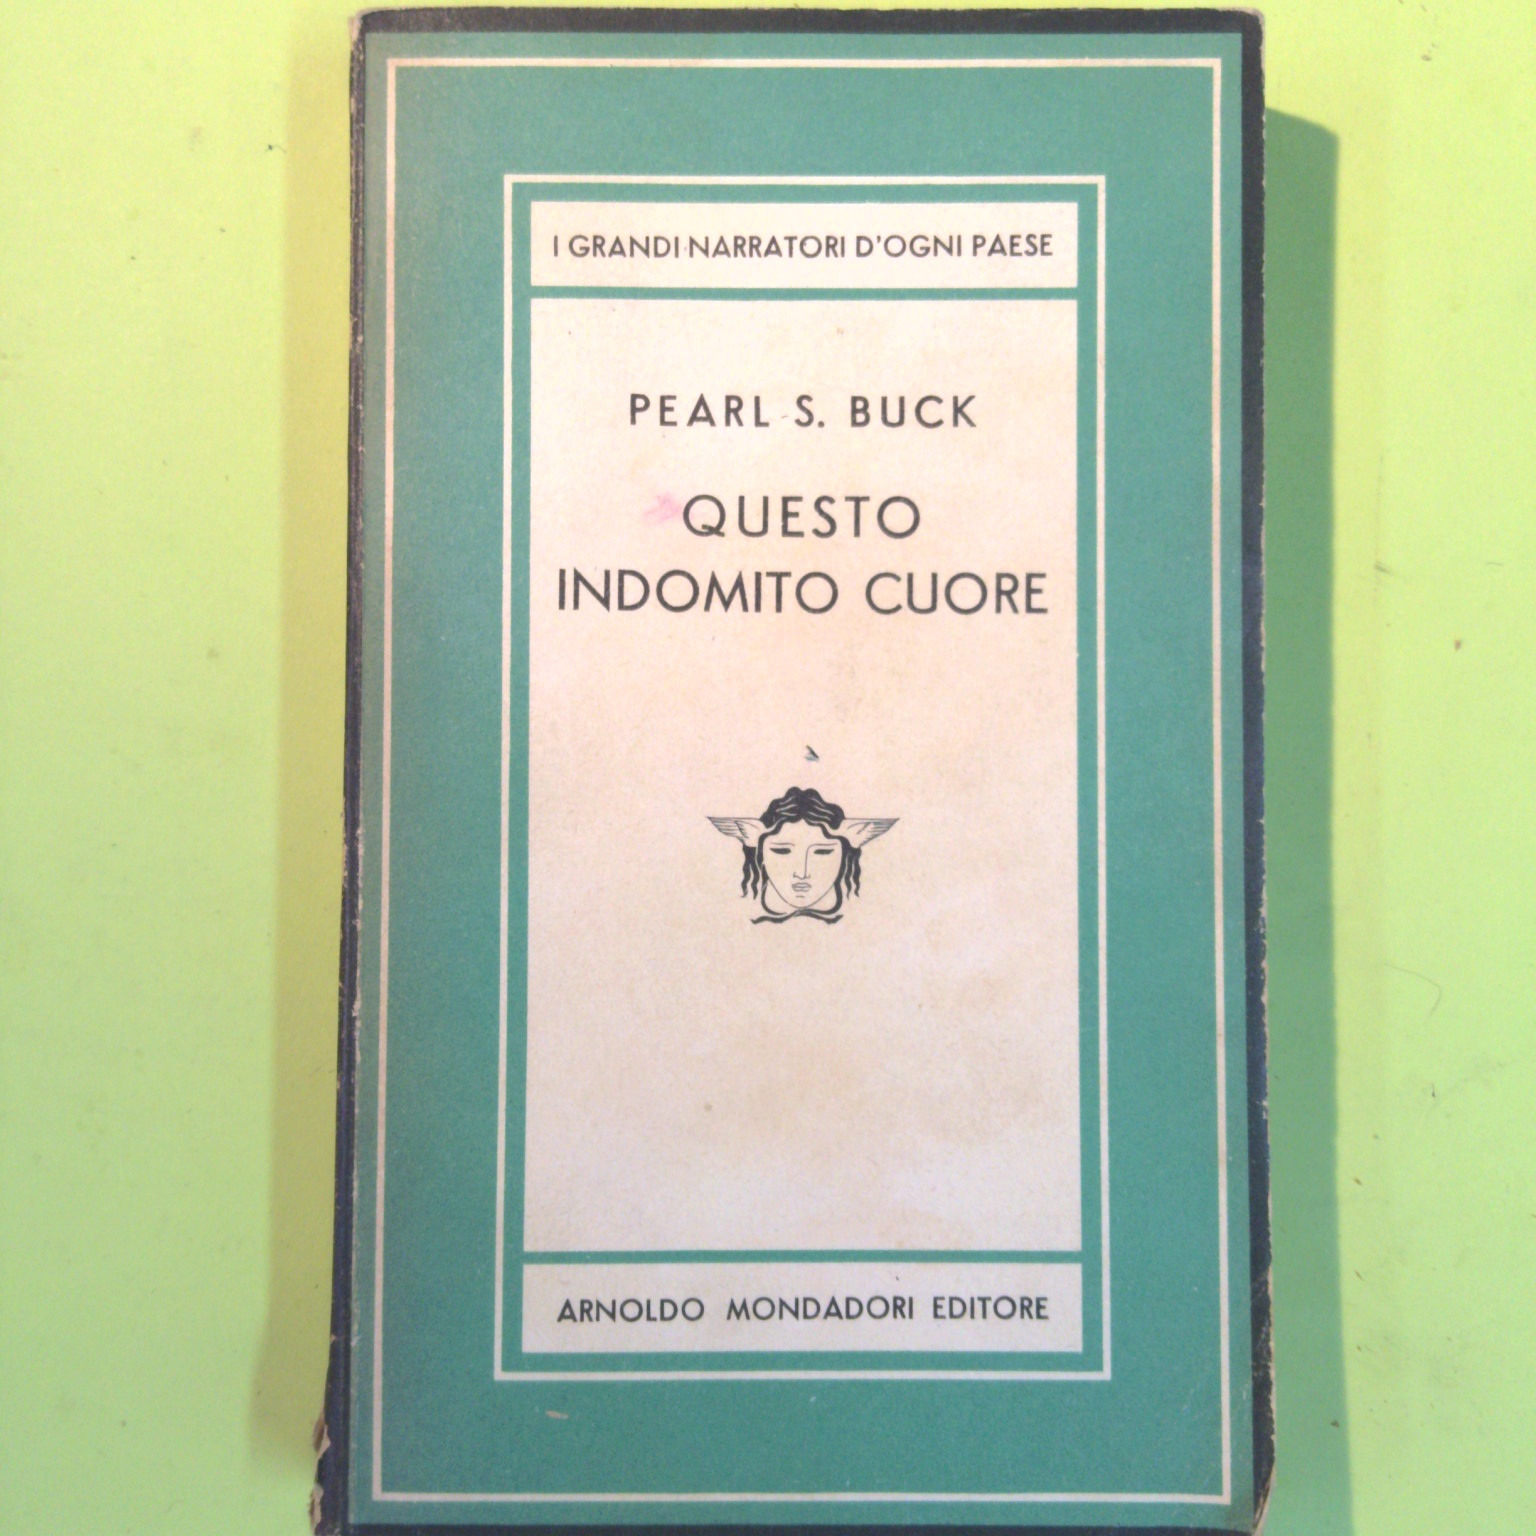 I GRANDI NARRATORI D'OGNI PAESE
PEARL S. BUCK
QUESTO
INDOMITO CUORE
ARNOLDO MONDADORI EDITORE